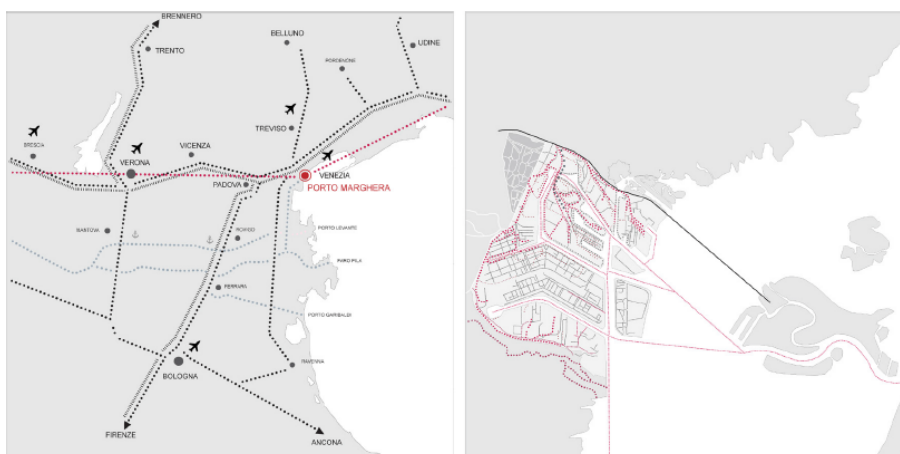 BRENNERO
TRENTO
BELLUNO
UDINE
PORDENONE
BRESCIA
VERONA
VICENZA
TREVISO
PADOVA
VENEZIA
PORTO MARGHERA
MANTOVA
ROVIGO
PORTO LEVANTE
FERRARA
PORTO GARIBALDI
RAVENNA
BOLOGNA
FIRENZE
ANCONA